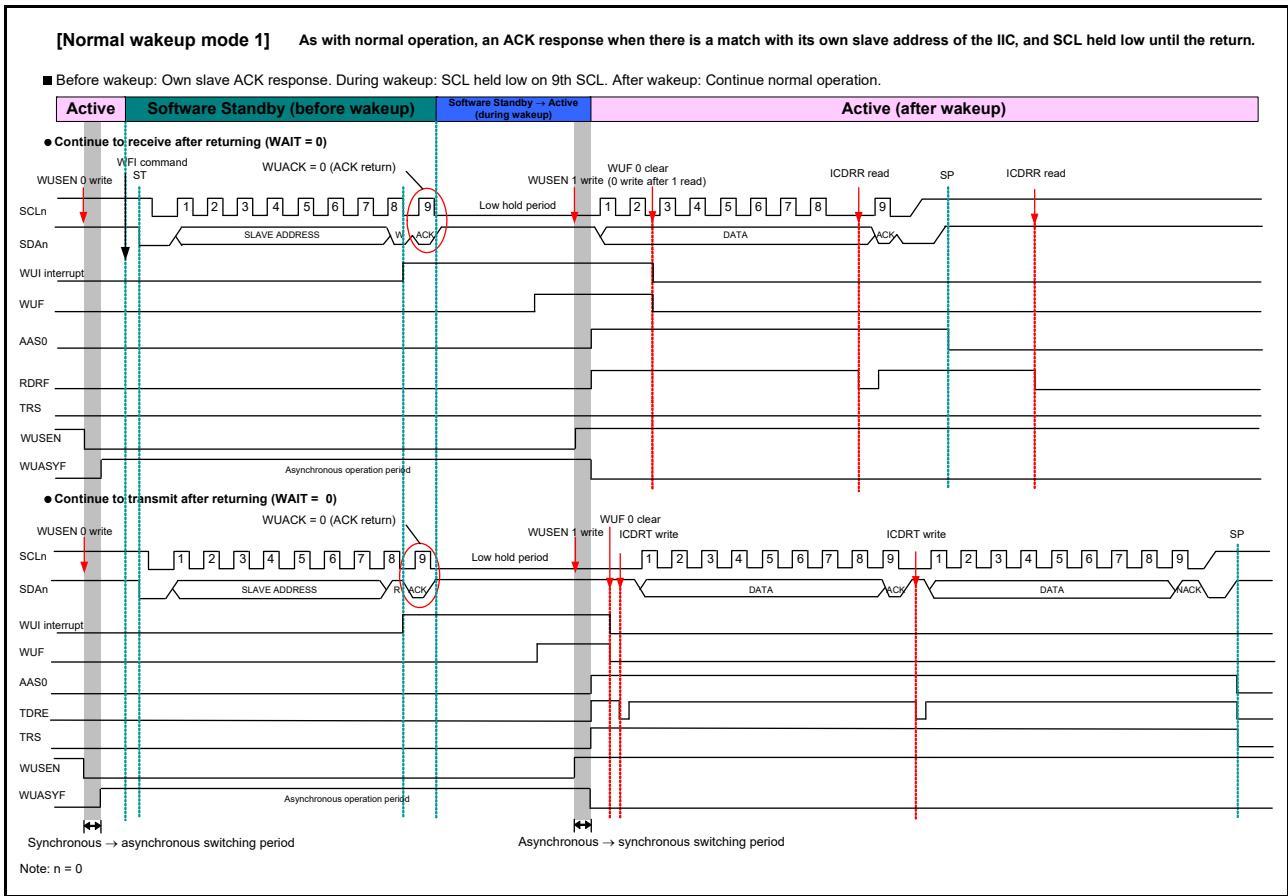 [Normal wakeup mode 1] As with normal operation, an ACK response when there is a match with its own slave address of the IIC, and SCL held low until the return.
■ Before wakeup: Own slave ACK response. During wakeup: SCL held low on 9th SCL. After wakeup: Continue normal operation.
Active
Software Standby (before wakeup)
Software Standby → Active
(during wakeup)
Active (after wakeup)
● Continue to receive after returning (WAIT = 0)
WFI command
ST
WUSEN 0 write
WUACK = 0 (ACK return)
WUSEN 1 write
WUF 0 clear
(0 write after 1 read)
ICDRR read
SP
ICDRR read
SCLn
1 2 3 4 5 6 7 8 9
Low hold period
1 2 3 4 5 6 7 8 9
SDAn
SLAVE ADDRESS
W
ACK
DATA
ACK
WUI interrupt
WUF
AAS0
RDRF
TRS
WUSEN
WUASYF
Asynchronous operation period
● Continue to transmit after returning (WAIT = 0)
WUSEN 0 write
WUACK = 0 (ACK return)
WUSEN 1 write
WUF 0 clear
ICDRT write
ICDRT write
SP
SCLn
1 2 3 4 5 6 7 8 9
Low hold period
1 2 3 4 5 6 7 8 9
1 2 3 4 5 6 7 8 9
SDAn
SLAVE ADDRESS
R
ACK
DATA
ACK
DATA
NACK
WUI interrupt
WUF
AAS0
TDRE
TRS
WUSEN
WUASYF
Asynchronous operation period
Synchronous → asynchronous switching period
Asynchronous → synchronous switching period
Note: n = 0